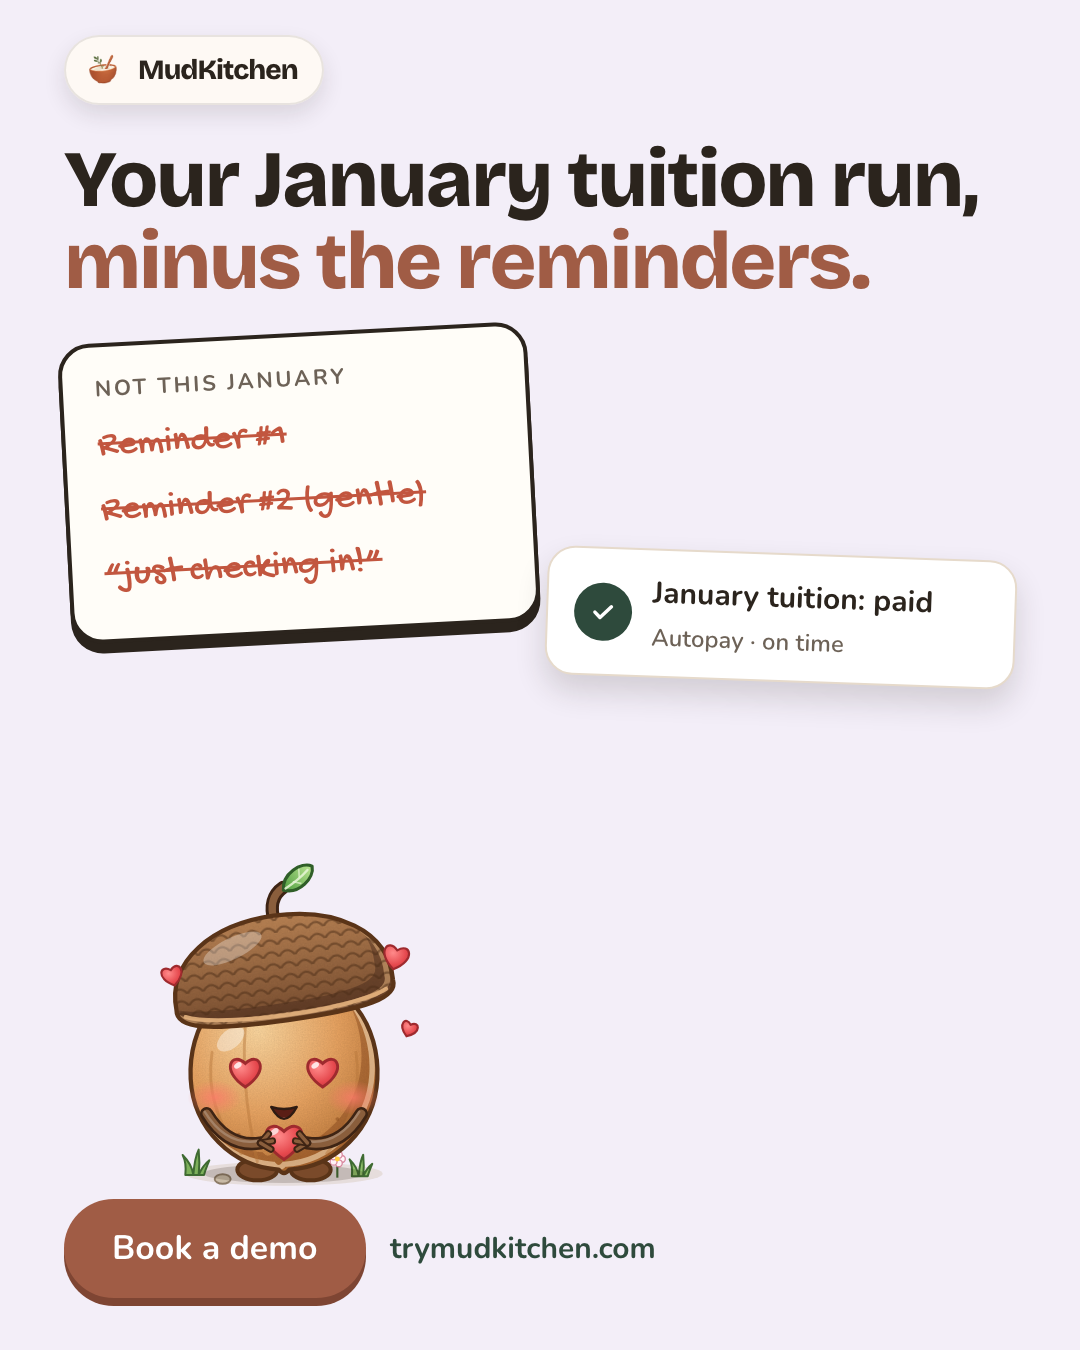 MudKitchen
Your January tuition run,
minus the reminders.
NOT THIS JANUARY
Reminder #1
Reminder #2 (gentle)
“just checking in!”
January tuition: paid
Autopay · on time
Book a demo
trymudkitchen.com